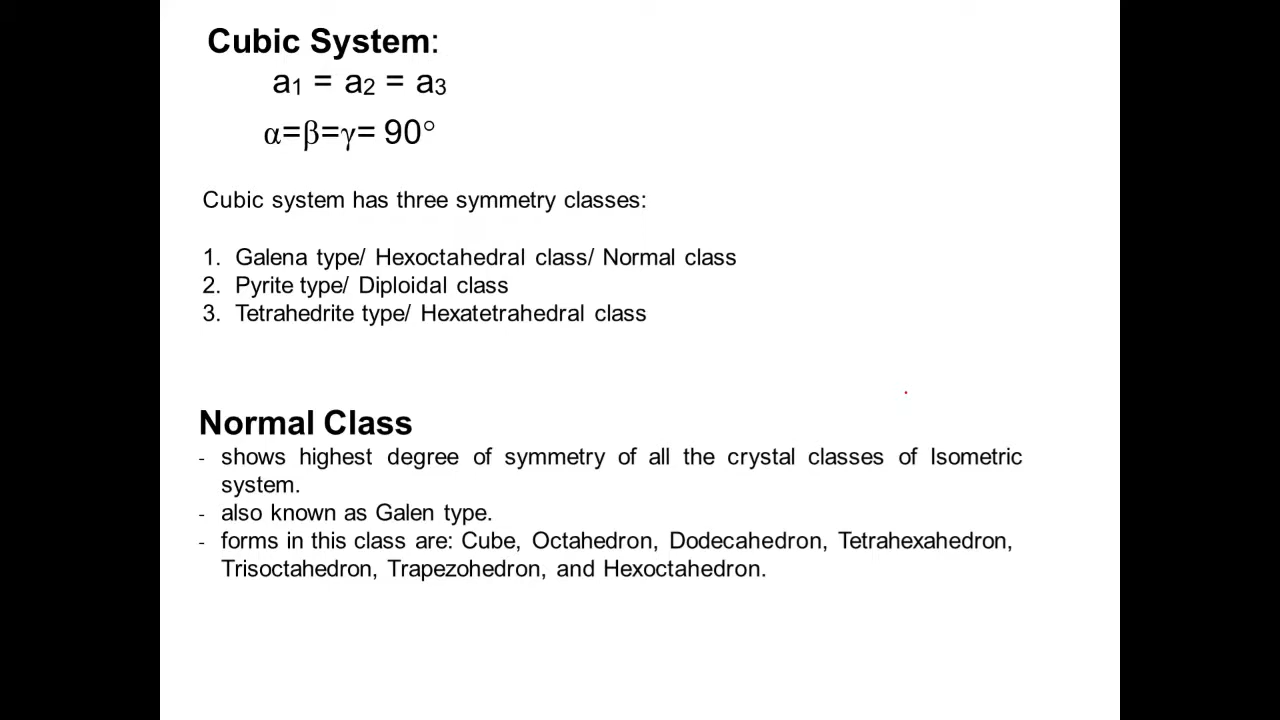 Cubic System:
a1 = a2 = a3
α=β=γ= 90°
Cubic system has three symmetry classes:
1. Galena type/ Hexoctahedral class/ Normal class
2. Pyrite type/ Diploidal class
3. Tetrahedrite type/ Hexatetrahedral class
Normal Class
- shows highest degree of symmetry of all the crystal classes of Isometric
system.
- also known as Galen type.
- forms in this class are: Cube, Octahedron, Dodecahedron, Tetrahexahedron,
Trisoctahedron, Trapezohedron, and Hexoctahedron.